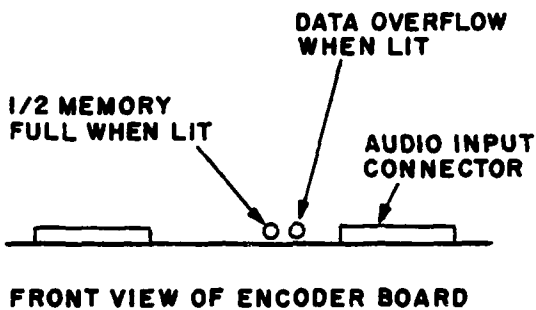 DATA OVERFLOW
WHEN LIT
1/2 MEMORY
FULL WHEN LIT
AUDIO INPUT
CONNECTOR
FRONT VIEW OF ENCODER BOARD